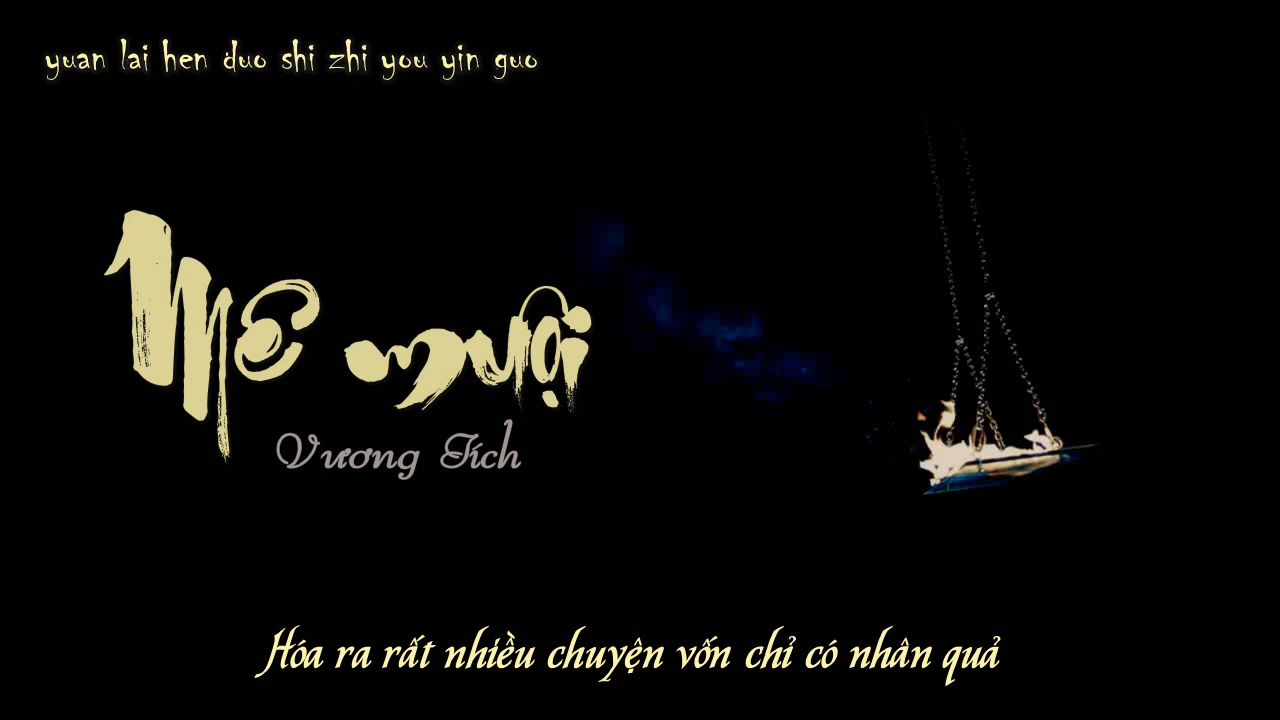 yuan lai hen duo shi zhi you yin guo
Mê muội
Vương Tích
Hóa ra rất nhiều chuyện vốn chỉ có nhân quả